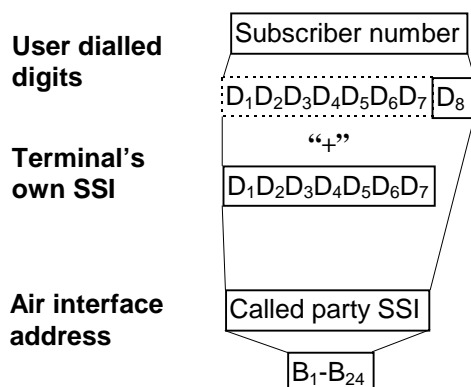 User dialled digits
Subscriber number
D₁D₂D₃D₄D₅D₆D₇ D₈
“+”
Terminal’s own SSI
D₁D₂D₃D₄D₅D₆D₇
Air interface address
Called party SSI
B₁-B₂₄